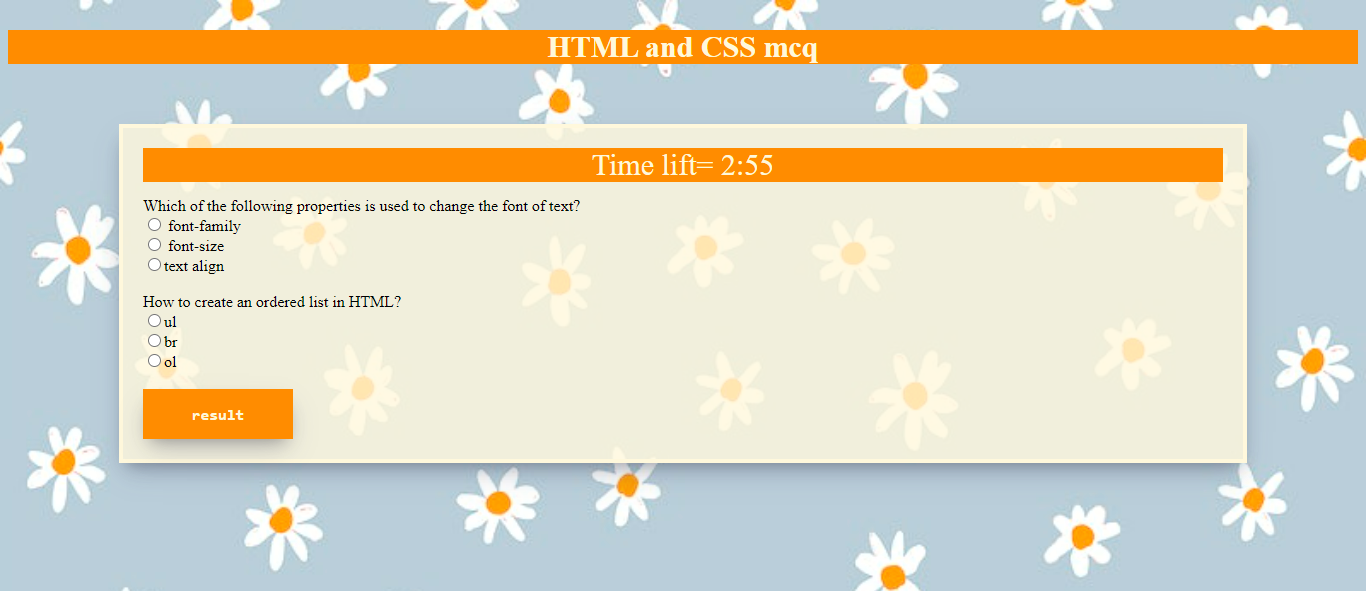 HTML and CSS mcq
Time lift= 2:55
Which of the following properties is used to change the font of text?
font-family
font-size
text align
How to create an ordered list in HTML?
ul
br
ol
result